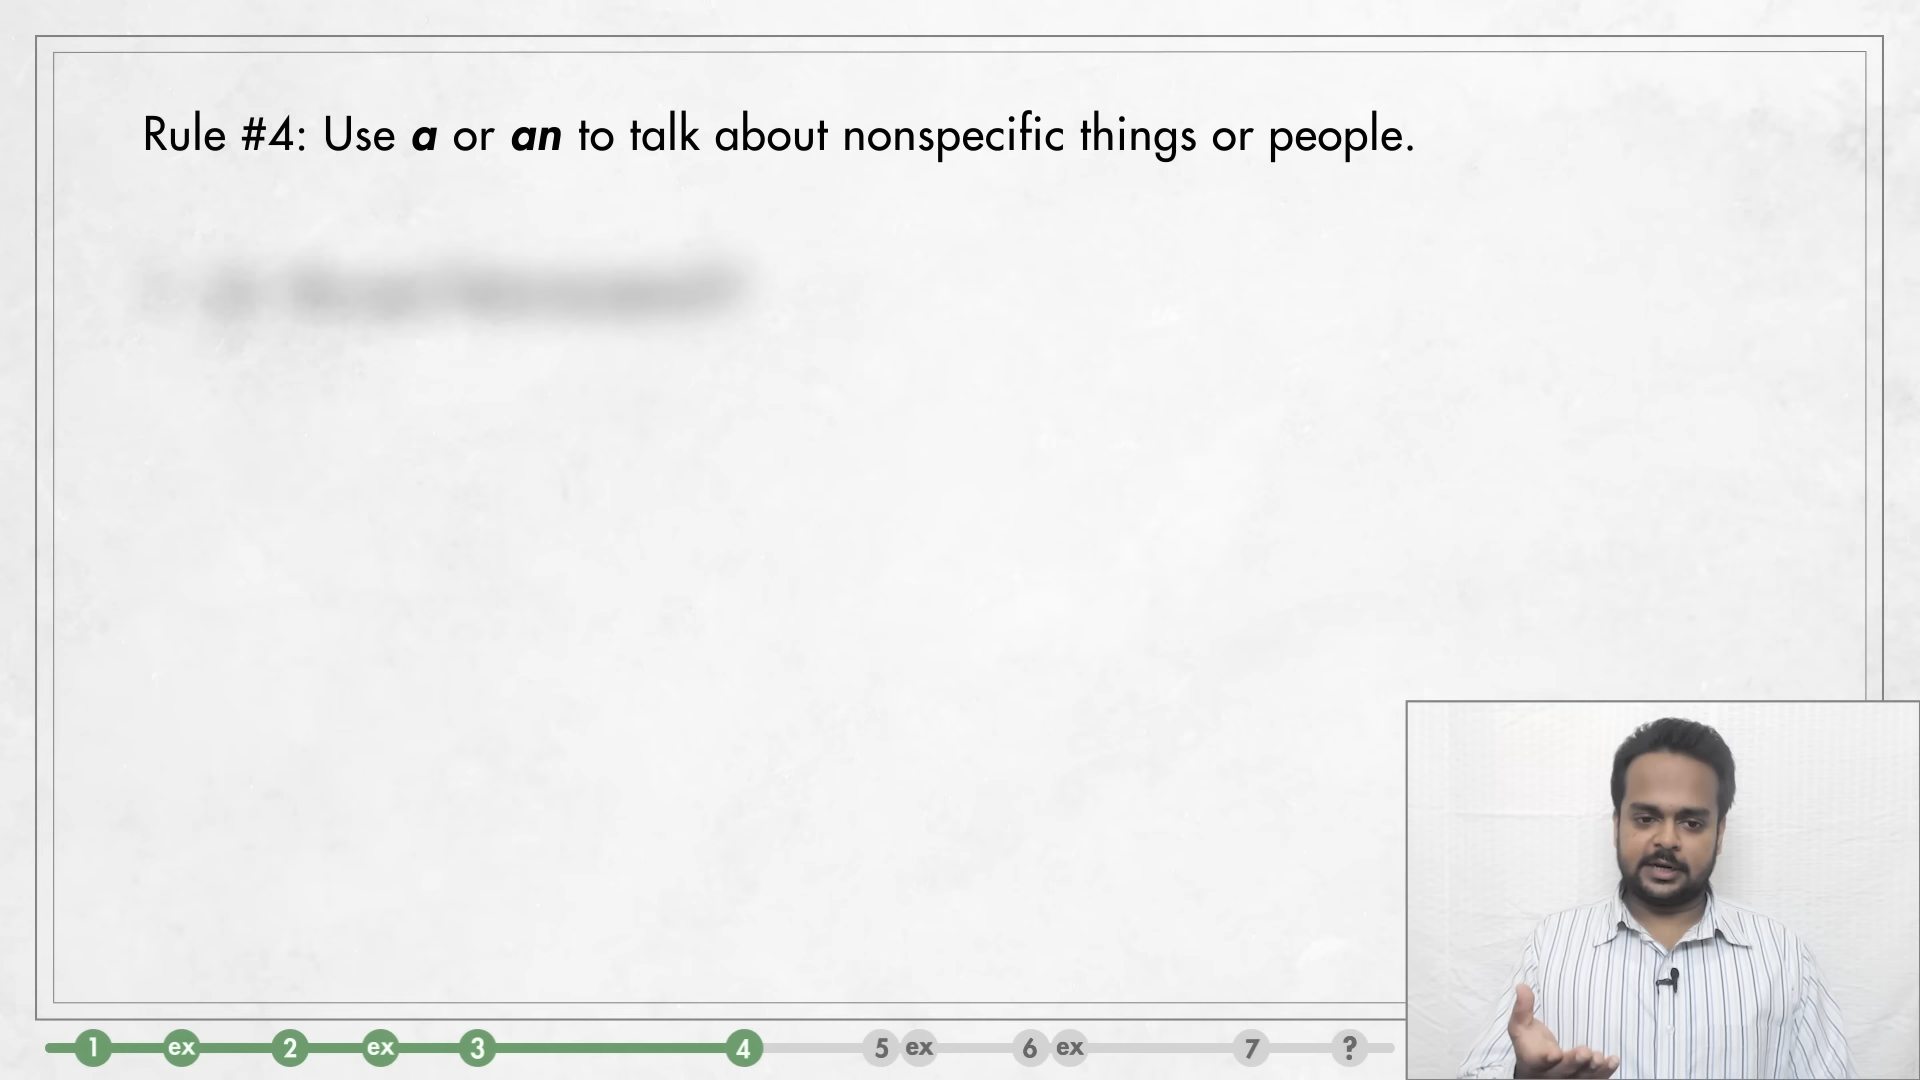 Rule #4: Use a or an to talk about nonspecific things or people.
1 ex 2 ex 3 4 5 ex 6 ex 7 ?